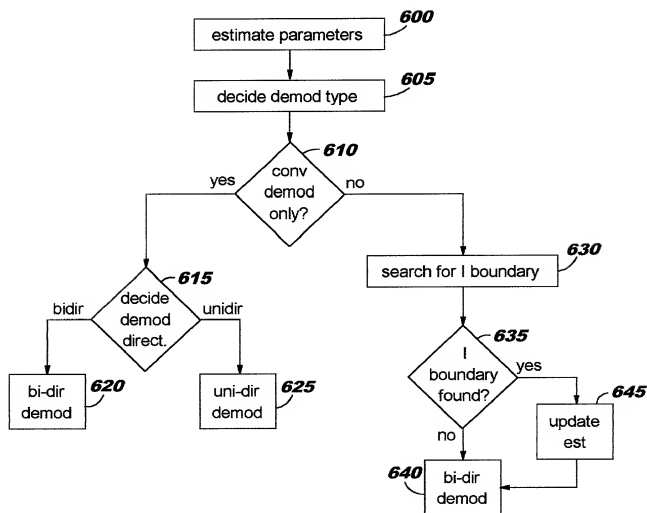 600
estimate parameters
605
decide demod type
610
conv
demod
only?
yes
no
630
search for I boundary
615
decide
demod
direct.
bidir
unidir
635
I
boundary
found?
yes
no
620
bi-dir
demod
625
uni-dir
demod
645
update
est
640
bi-dir
demod